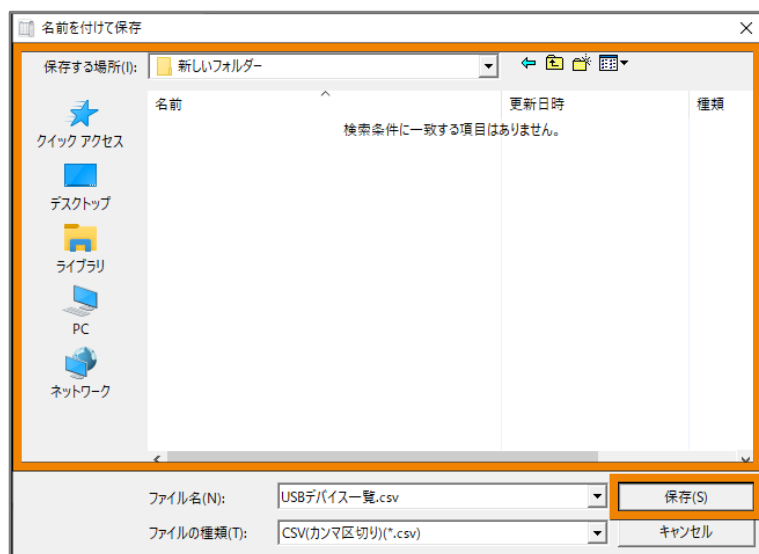 名前を付けて保存
保存する場所(I): 新しいフォルダー
名前 更新日時 種類
検索条件に一致する項目はありません。
クイック アクセス
デスクトップ
ライブラリ
PC
ネットワーク
ファイル名(N): USBデバイス一覧.csv 保存(S)
ファイルの種類(T): CSV(カンマ区切り)(*.csv) キャンセル